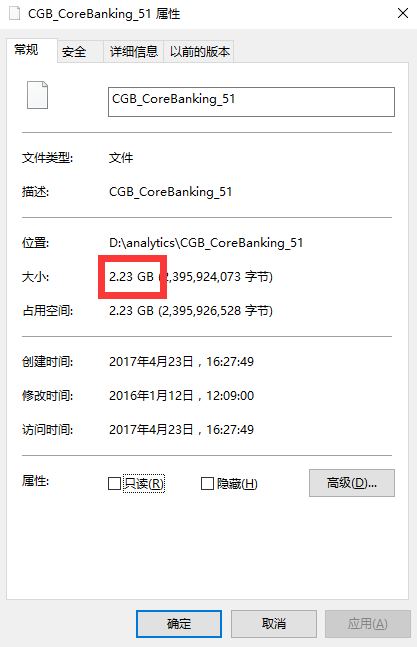 CGB_CoreBanking_51 属性
常规 安全 详细信息 以前的版本
CGB_CoreBanking_51
文件类型: 文件
描述: CGB_CoreBanking_51
位置: D:\analytics\CGB_CoreBanking_51
大小: 2.23 GB (2,395,924,073 字节)
占用空间: 2.23 GB (2,395,926,528 字节)
创建时间: 2017年4月23日，16:27:49
修改时间: 2016年1月12日，12:09:00
访问时间: 2017年4月23日，16:27:49
属性: 只读(R) 隐藏(H) 高级(D)...
确定 取消 应用(A)